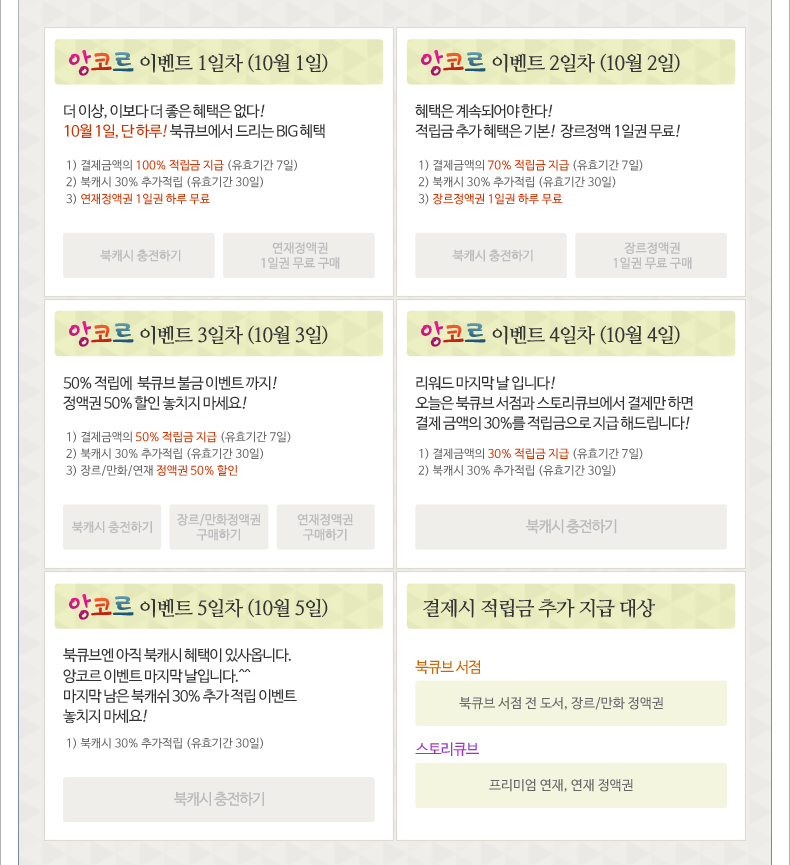 앙코르 이벤트 1일차 (10월 1일)
더 이상, 이보다 더 좋은 혜택은 없다!
10월 1일, 단 하루! 북큐브에서 드리는 BIG 혜택
1) 결제금액의 100% 적립금 지급 (유효기간 7일)
2) 북캐시 30% 추가적립 (유효기간 30일)
3) 연재정액권 1일권 하루 무료
북캐시 충전하기
연재정액권
1일권 무료 구매
앙코르 이벤트 2일차 (10월 2일)
혜택은 계속되어야 한다!
적립금 추가 혜택은 기본! 장르정액 1일권 무료!
1) 결제금액의 70% 적립금 지급 (유효기간 7일)
2) 북캐시 30% 추가적립 (유효기간 30일)
3) 장르정액권 1일권 하루 무료
북캐시 충전하기
장르정액권
1일권 무료 구매
앙코르 이벤트 3일차 (10월 3일)
50% 적립에 북큐브 불금 이벤트 까지!
정액권 50% 할인 놓치지 마세요!
1) 결제금액의 50% 적립금 지급 (유효기간 7일)
2) 북캐시 30% 추가적립 (유효기간 30일)
3) 장르/만화/연재 정액권 50% 할인
북캐시 충전하기
장르/만화정액권
구매하기
연재정액권
구매하기
앙코르 이벤트 4일차 (10월 4일)
리워드 마지막 날 입니다!
오늘은 북큐브 서점과 스토리큐브에서 결제만 하면
결제 금액의 30%를 적립금으로 지급 해드립니다!
1) 결제금액의 30% 적립금 지급 (유효기간 7일)
2) 북캐시 30% 추가적립 (유효기간 30일)
북캐시 충전하기
앙코르 이벤트 5일차 (10월 5일)
북큐브엔 아직 북캐시 혜택이 있사옵니다.
앙코르 이벤트 마지막 날입니다.^^
마지막 남은 북캐쉬 30% 추가 적립 이벤트
놓치지 마세요!
1) 북캐시 30% 추가적립 (유효기간 30일)
북캐시 충전하기
결제시 적립금 추가 지급 대상
북큐브 서점
북큐브 서점 전 도서, 장르/만화 정액권
스토리큐브
프리미엄 연재, 연재 정액권